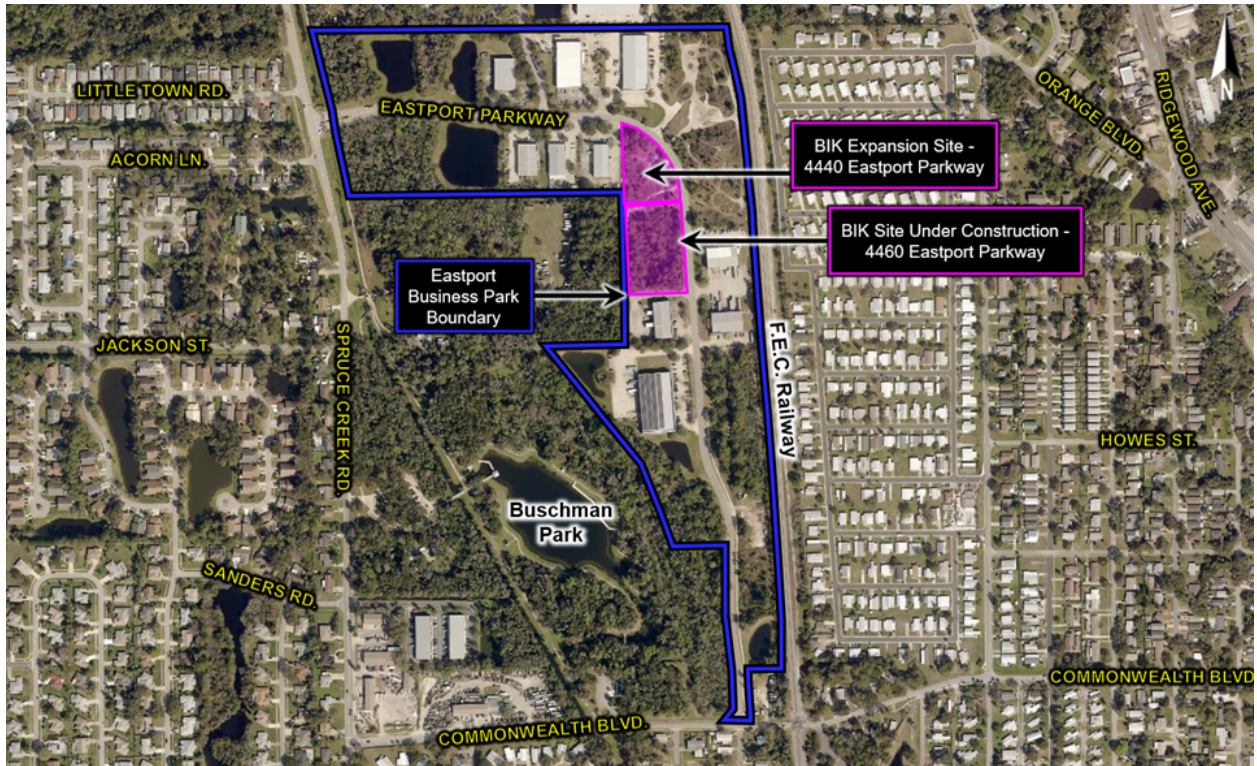 LITTLE TOWN RD.
EASTPORT PARKWAY
ACORN LN.
ORANGE BLVD.
RIDGEWOOD AVE.
N
BIK Expansion Site -
4440 Eastport Parkway
BIK Site Under Construction -
4460 Eastport Parkway
Eastport
Business Park
Boundary
JACKSON ST.
SPRUCE CREEK RD.
F.E.C. Railway
HOWES ST.
Buschman
Park
SANDERS RD.
COMMONWEALTH BLVD.
COMMONWEALTH BLVD